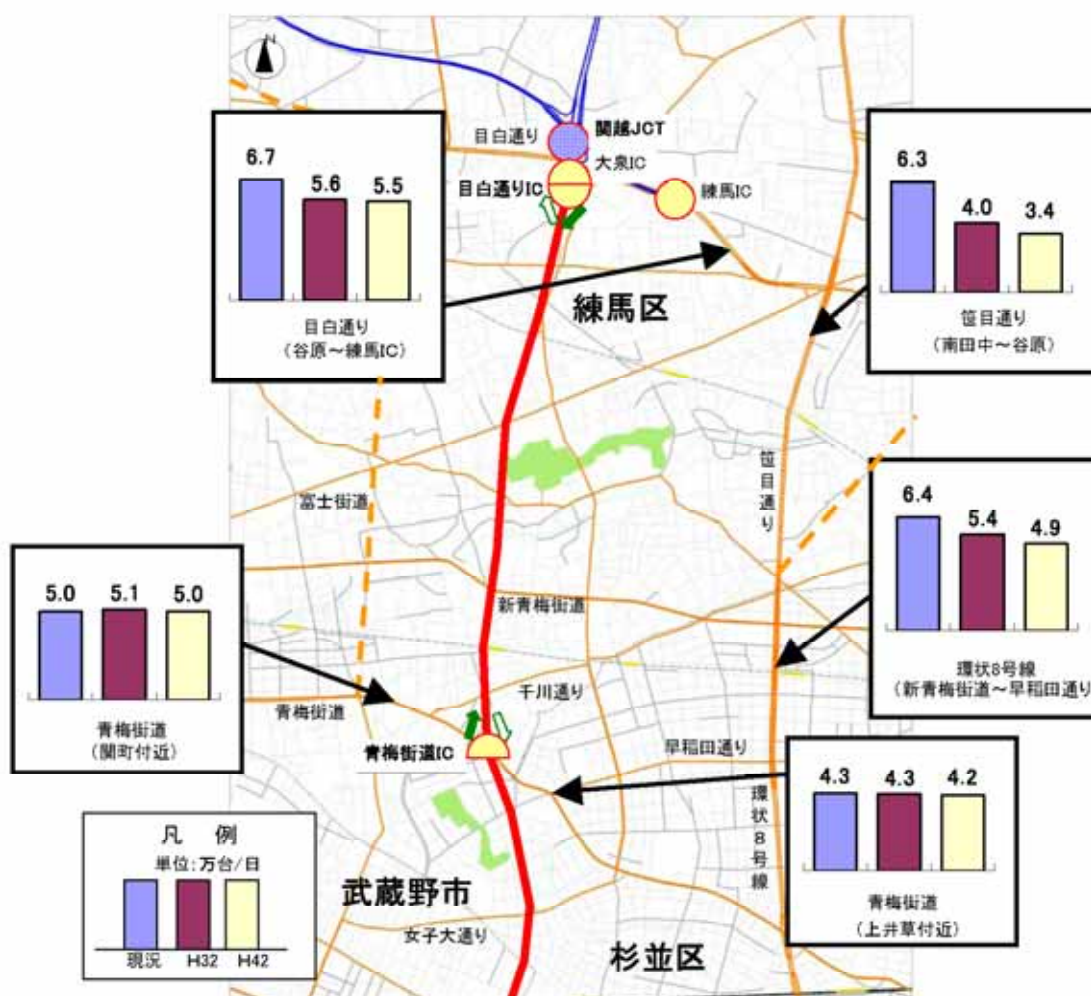 N
目白通り
関越JCT
大泉IC
目白通りIC
練馬IC
6.7
5.6
5.5
目白通り
(谷原～練馬IC)
6.3
4.0
3.4
笹目通り
(南田中～谷原)
練馬区
笹目通り
富士街道
6.4
5.4
4.9
環状8号線
(新青梅街道～早稲田通り)
5.0
5.1
5.0
青梅街道
(関町付近)
新青梅街道
千川通り
青梅街道
青梅街道IC
早稲田通り
環状8号線
4.3
4.3
4.2
青梅街道
(上井草付近)
凡 例
単位:万台/日
現況 H32 H42
武蔵野市
女子大通り
杉並区